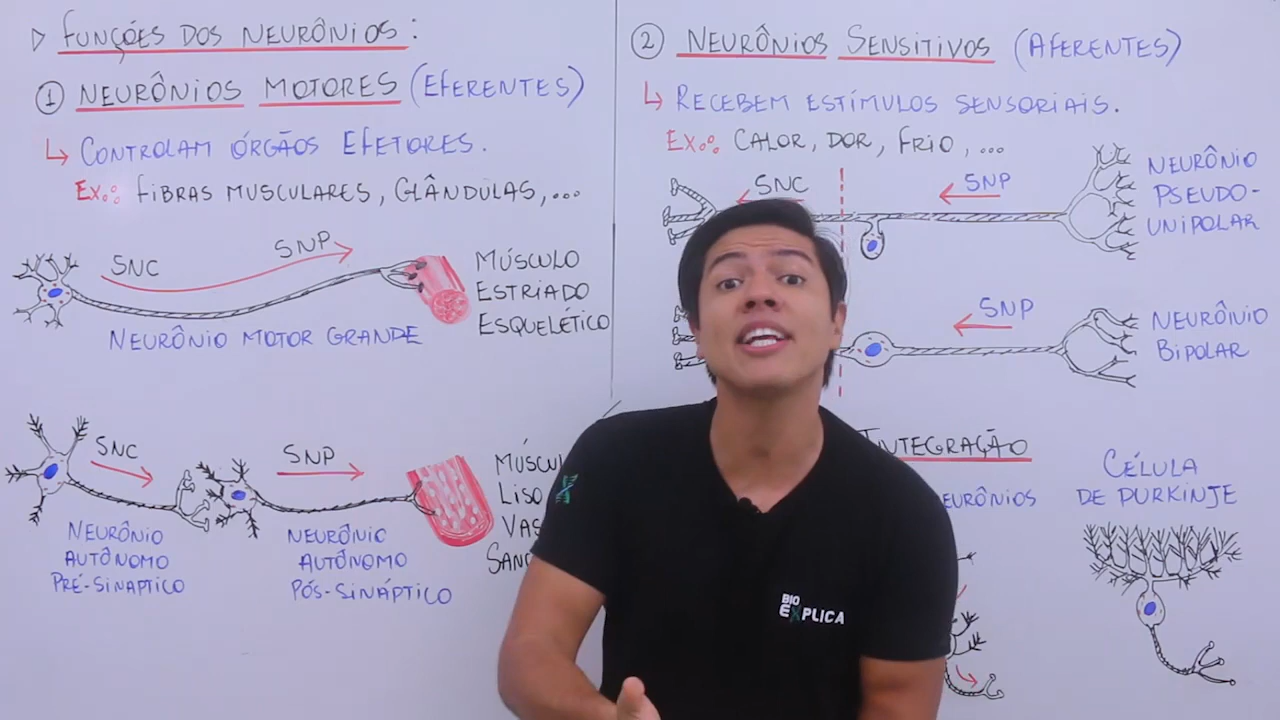 ▷ FUNÇÕES DOS NEURÔNIOS:
① NEURÔNIOS MOTORES (EFERENTES)
↳ CONTROLAM ÓRGÃOS EFETORES.
EX.: FIBRAS MUSCULARES, GLÂNDULAS, ...
SNC
SNP
MÚSCULO
ESTRIADO
ESQUELÉTICO
NEURÔNIO MOTOR GRANDE
SNC
SNP
LISO
NEURÔNIO
AUTÔNOMO
PRÉ-SINAPTICO
NEURÔNIO
AUTÔNOMO
PÓS-SINÁPTICO
② NEURÔNIOS SENSITIVOS (AFERENTES)
↳ RECEBEM ESTÍMULOS SENSORIAIS.
EX.: CALOR, DOR, FRIO, ...
SNC
SNP
NEURÔNIO
PSEUDO-
UNIPOLAR
SNP
NEURÔNIO
BIPOLAR
INTEGRAÇÃO
CÉLULA
DE PURKINJE
BIO
EXPLICA